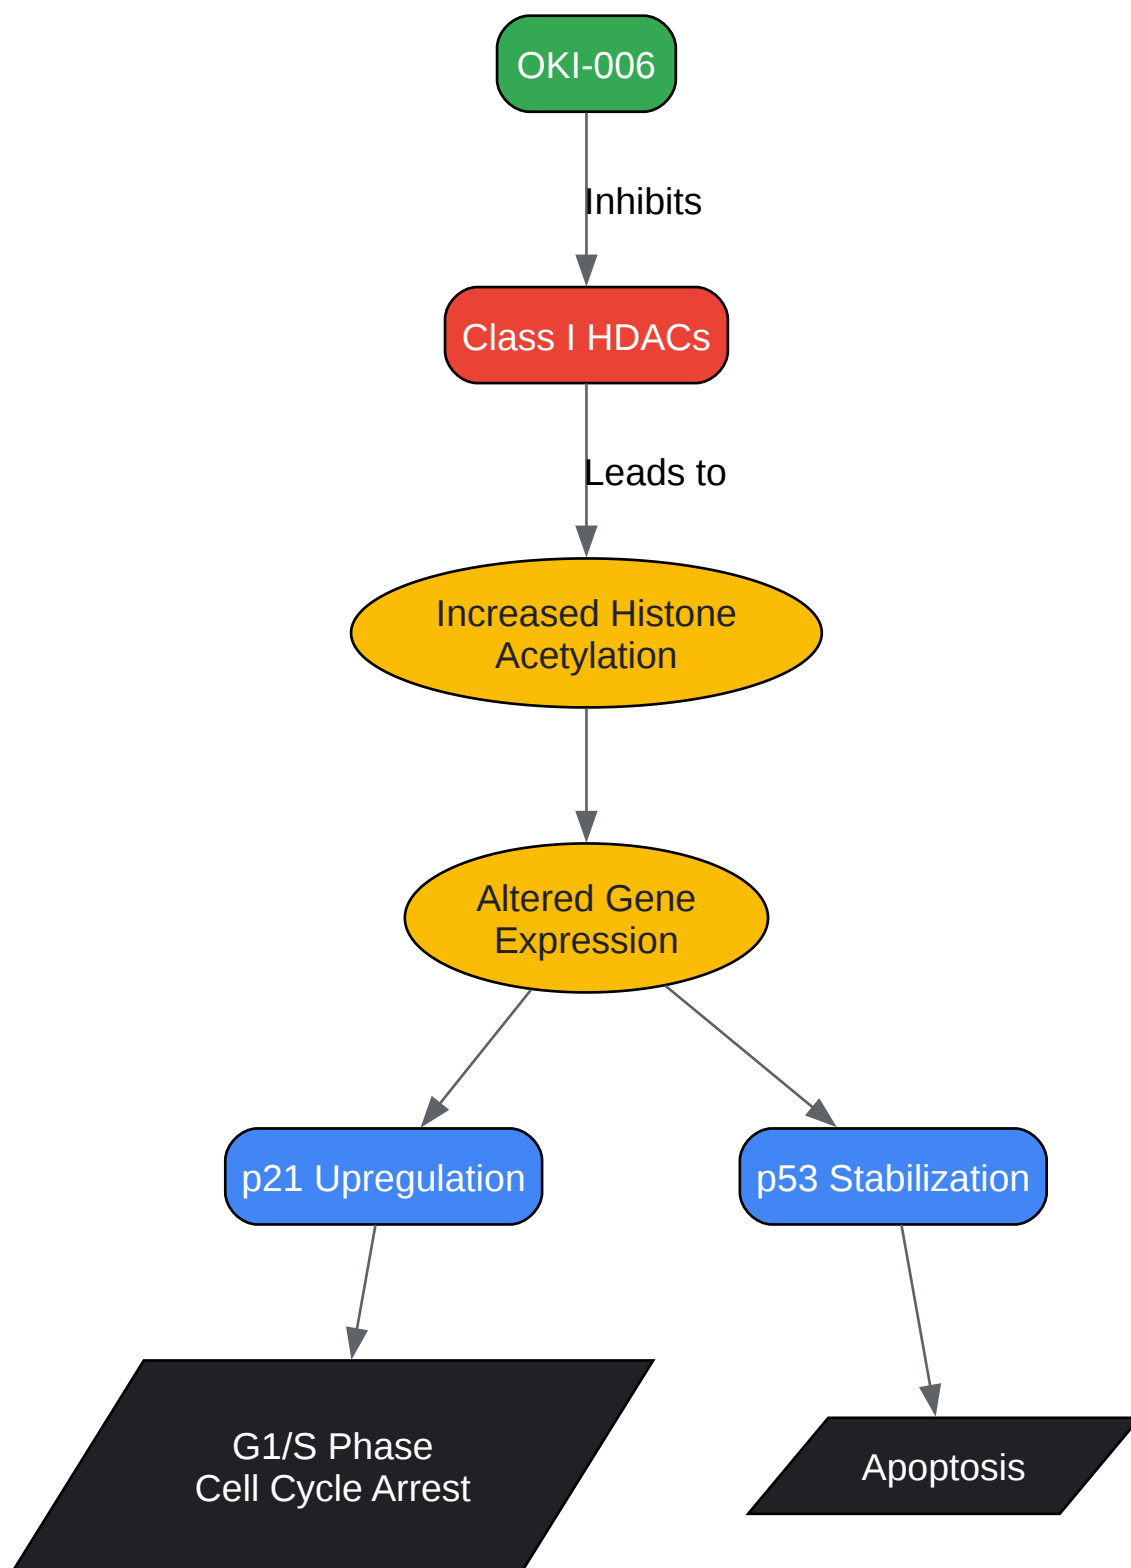 OKI-006
Inhibits
Class I HDACs
Leads to
Increased Histone
Acetylation
Altered Gene
Expression
p21 Upregulation
p53 Stabilization
G1/S Phase
Cell Cycle Arrest
Apoptosis